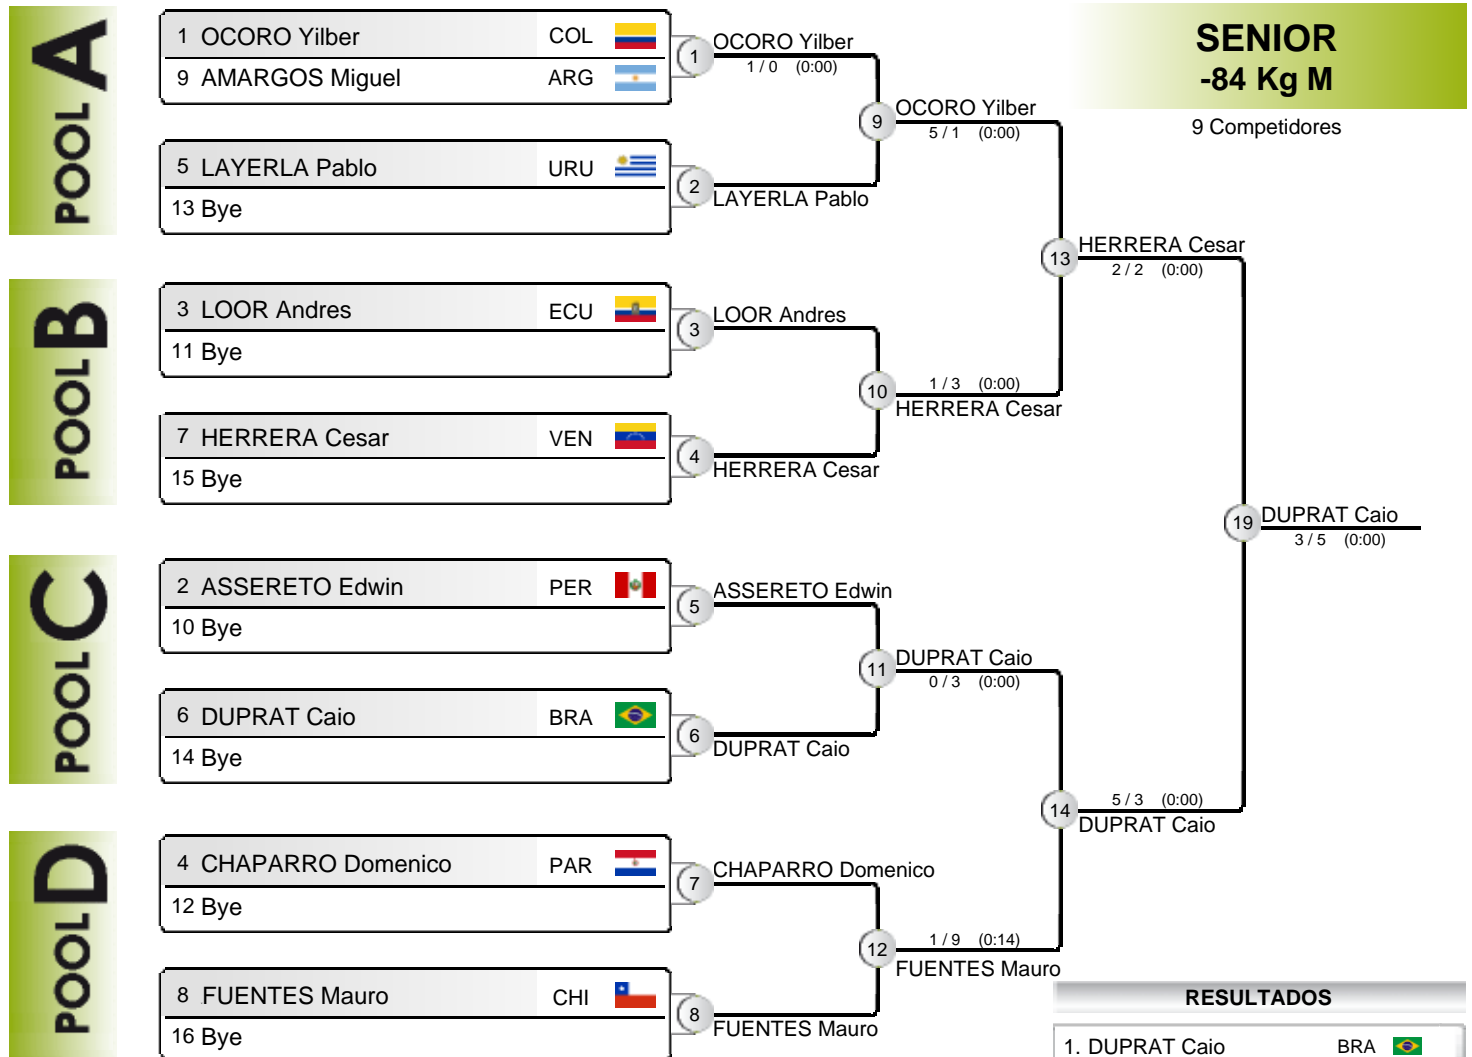 SENIOR
-84 Kg M
9 Competidores
POOL A
1 OCORO Yilber COL
9 AMARGOS Miguel ARG
5 LAYERLA Pablo URU
13 Bye
POOL B
3 LOOR Andres ECU
11 Bye
7 HERRERA Cesar VEN
15 Bye
POOL C
2 ASSERETO Edwin PER
10 Bye
6 DUPRAT Caio BRA
14 Bye
POOL D
4 CHAPARRO Domenico PAR
12 Bye
8 FUENTES Mauro CHI
16 Bye
1 OCORO Yilber
1 / 0 (0:00)
2 LAYERLA Pablo
3 LOOR Andres
4 HERRERA Cesar
5 ASSERETO Edwin
6 DUPRAT Caio
7 CHAPARRO Domenico
8 FUENTES Mauro
9 OCORO Yilber
5 / 1 (0:00)
10 1 / 3 (0:00)
HERRERA Cesar
11 DUPRAT Caio
0 / 3 (0:00)
12 1 / 9 (0:14)
FUENTES Mauro
13 HERRERA Cesar
2 / 2 (0:00)
14 5 / 3 (0:00)
DUPRAT Caio
19 DUPRAT Caio
3 / 5 (0:00)
RESULTADOS
1. DUPRAT Caio BRA